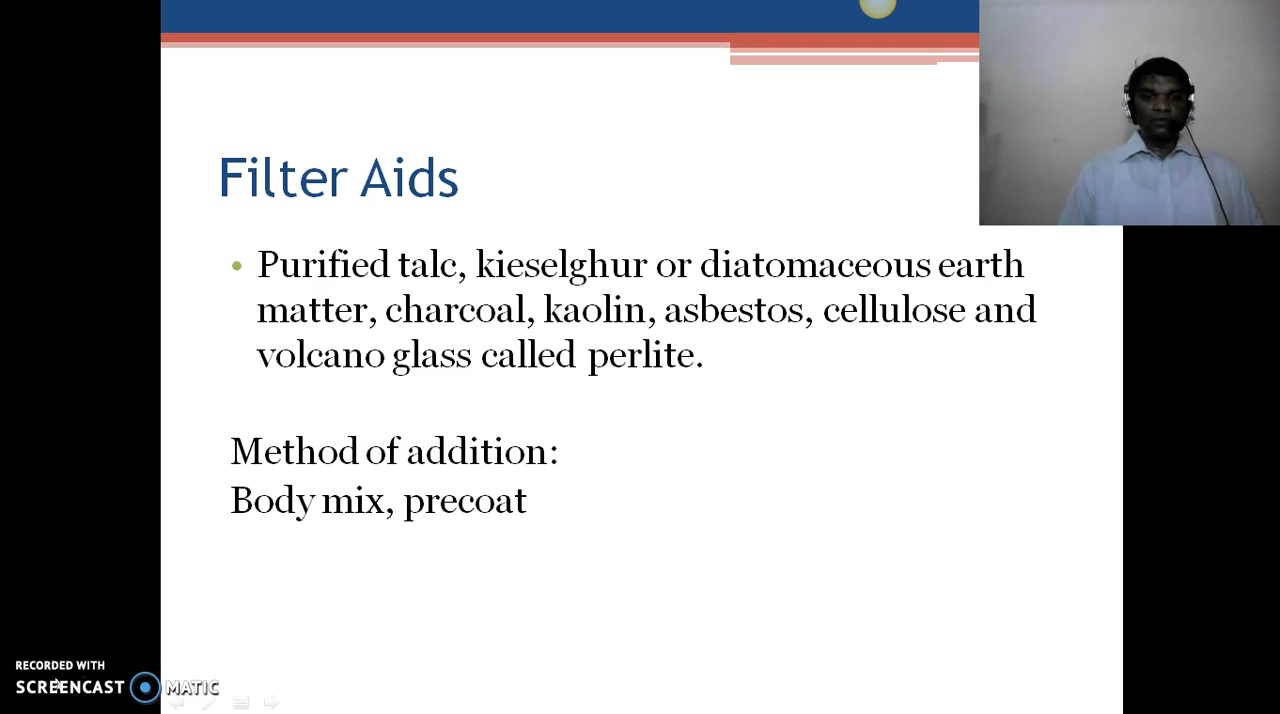 Filter Aids
• Purified talc, kieselghur or diatomaceous earth
matter, charcoal, kaolin, asbestos, cellulose and
volcano glass called perlite.
Method of addition:
Body mix, precoat
RECORDED WITH
SCREENCAST MATIC